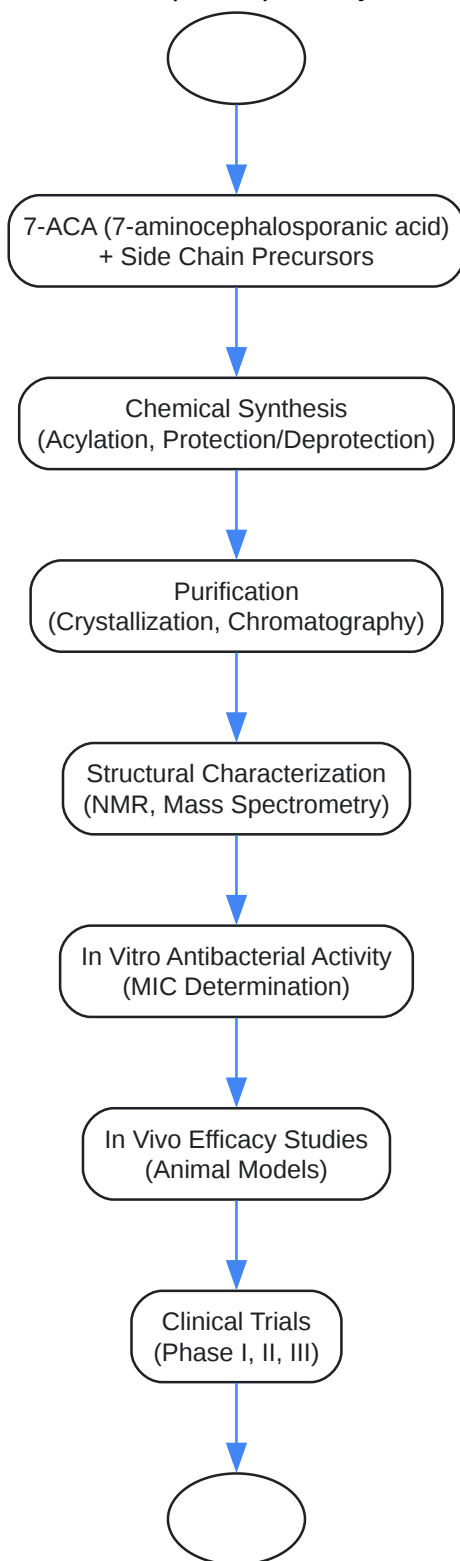 7-ACA (7-aminocephalosporanic acid)
+ Side Chain Precursors
Chemical Synthesis
(Acylation, Protection/Deprotection)
Purification
(Crystallization, Chromatography)
Structural Characterization
(NMR, Mass Spectrometry)
In Vitro Antibacterial Activity
(MIC Determination)
In Vivo Efficacy Studies
(Animal Models)
Clinical Trials
(Phase I, II, III)